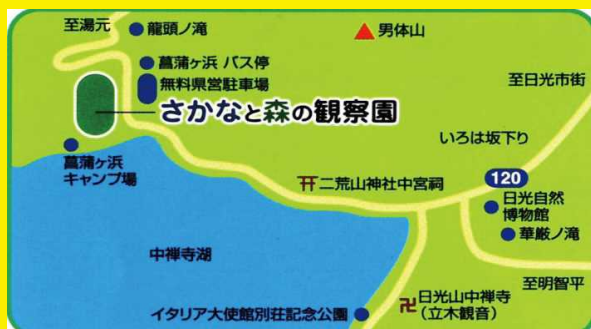 至湯元
龍頭ノ滝
男体山
菖蒲ヶ浜 バス停
無料県営駐車場
至日光市街
さかなと森の観察園
いろは坂下り
菖蒲ヶ浜
キャンプ場
二荒山神社中宮祠
120
日光自然
博物館
華厳ノ滝
中禅寺湖
至明智平
イタリア大使館別荘記念公園
卍日光山中禅寺
(立木観音)